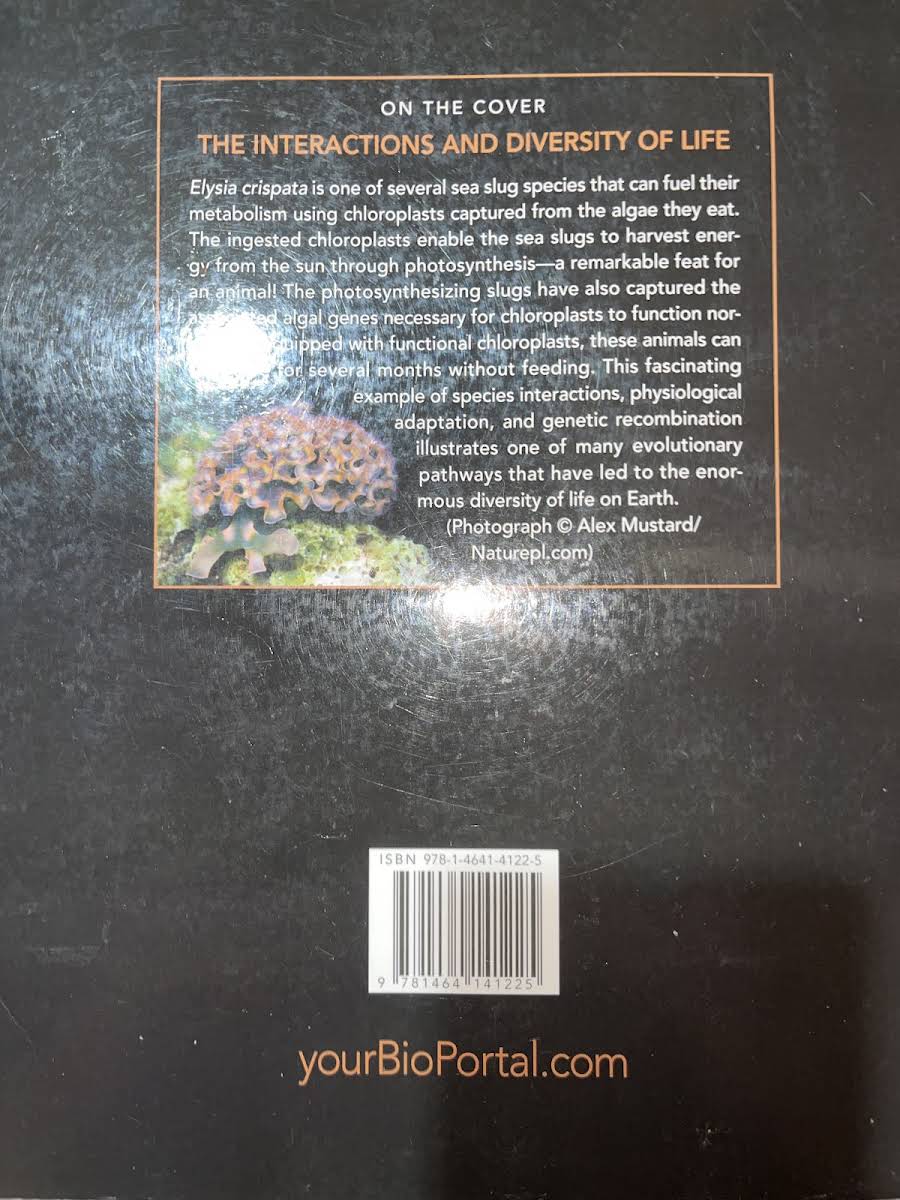 ON THE COVER
THE INTERACTIONS AND DIVERSITY OF LIFE
Elysia crispata is one of several sea slug species that can fuel their
metabolism using chloroplasts captured from the algae they eat.
The ingested chloroplasts enable the sea slugs to harvest ener-
gy from the sun through photosynthesis—a remarkable feat for
an animal! The photosynthesizing slugs have also captured the
algal genes necessary for chloroplasts to function nor-
with functional chloroplasts, these animals can
for several months without feeding. This fascinating
example of species interactions, physiological
adaptation, and genetic recombination
illustrates one of many evolutionary
pathways that have led to the enor-
mous diversity of life on Earth.
(Photograph © Alex Mustard/
Naturepl.com)
ISBN 978-1-4641-4122-5
9 781464 141225
yourBioPortal.com